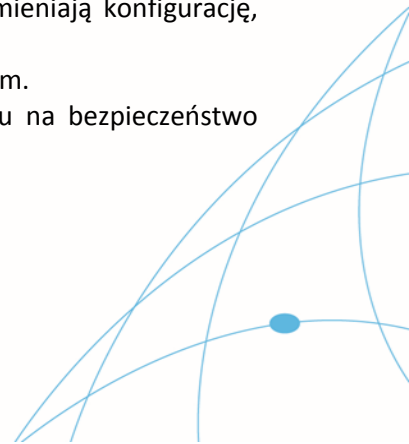 mieniają konfigurację,
m.
u na bezpieczeństwo